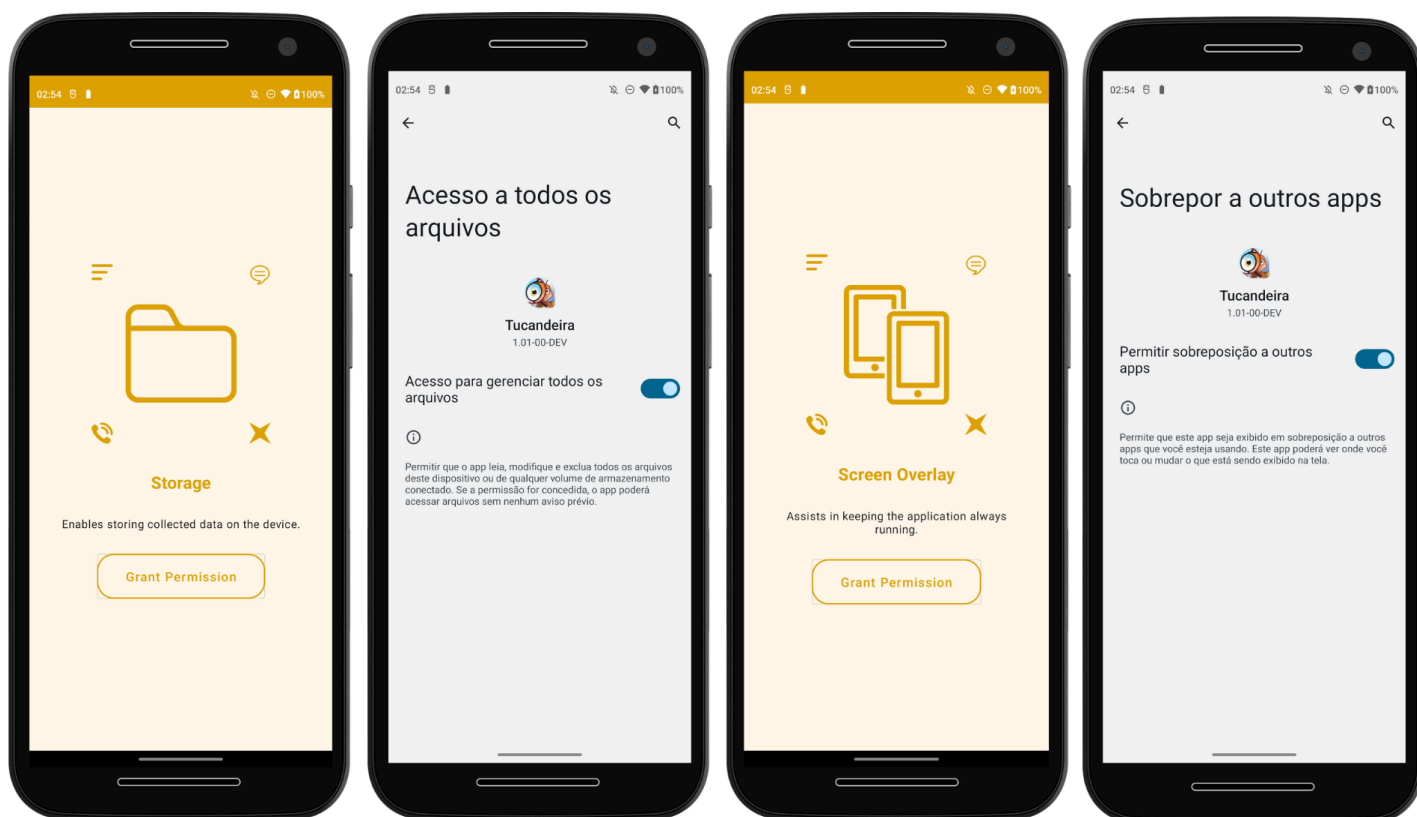 02:54
100%
Storage
Enables storing collected data on the device.
Grant Permission
02:54
100%
Acesso a todos os
arquivos
Tucandeira
1.01-00-DEV
Acesso para gerenciar todos os
arquivos
Permitir que o app leia, modifique e exclua todos os arquivos
deste dispositivo ou de qualquer volume de armazenamento
conectado. Se a permissão for concedida, o app poderá
acessar arquivos sem nenhum aviso prévio.
02:54
100%
Screen Overlay
Assists in keeping the application always
running.
Grant Permission
02:54
100%
Sobrepor a outros apps
Tucandeira
1.01-00-DEV
Permitir sobreposição a outros
apps
Permite que este app seja exibido em sobreposição a outros
apps que você esteja usando. Este app poderá ver onde você
toca ou mudar o que está sendo exibido na tela.